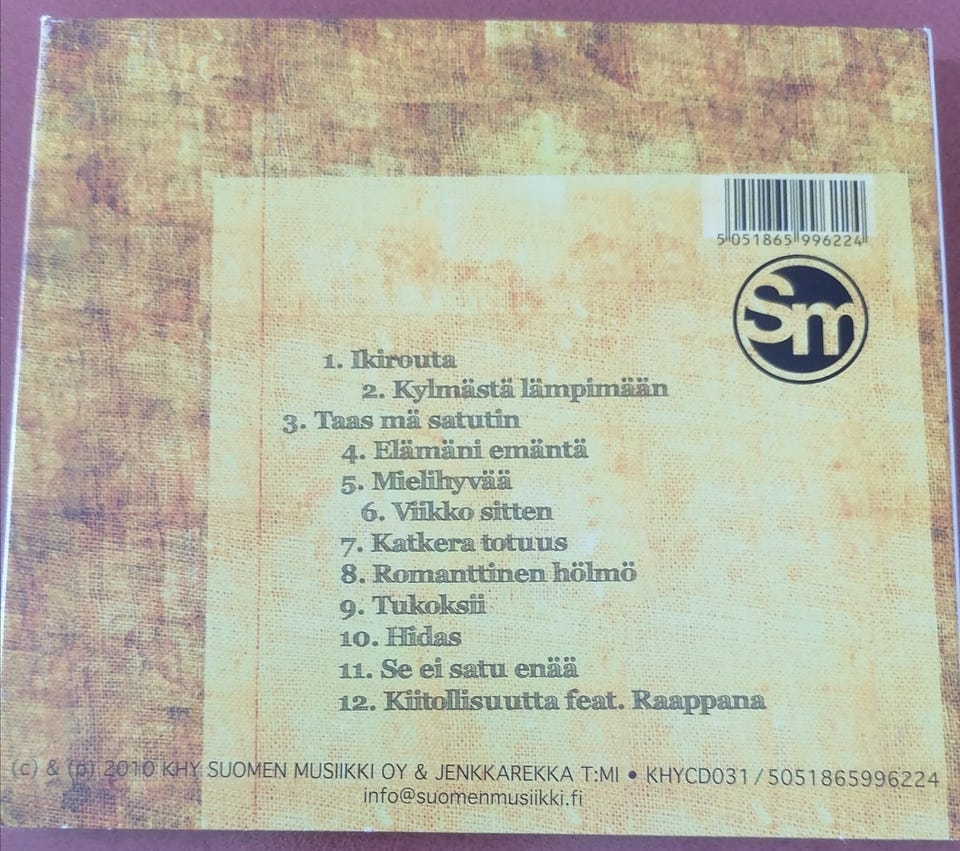 5 051865 996224
Sm
1. Ikirouta
2. Kylmästä lämpimään
3. Taas mä satutin
4. Elämäni emäntä
5. Mielihyvää
6. Viikko sitten
7. Katkera totuus
8. Romanttinen hölmö
9. Tukoksii
10. Hidas
11. Se ei satu enää
12. Kiitollisuutta feat. Raappana
(c) & (p) 2010 KHY SUOMEN MUSIIKKI OY & JENKKAREKKA T:MI • KHYCD031 / 5051865996224
info@suomenmusiikki.fi